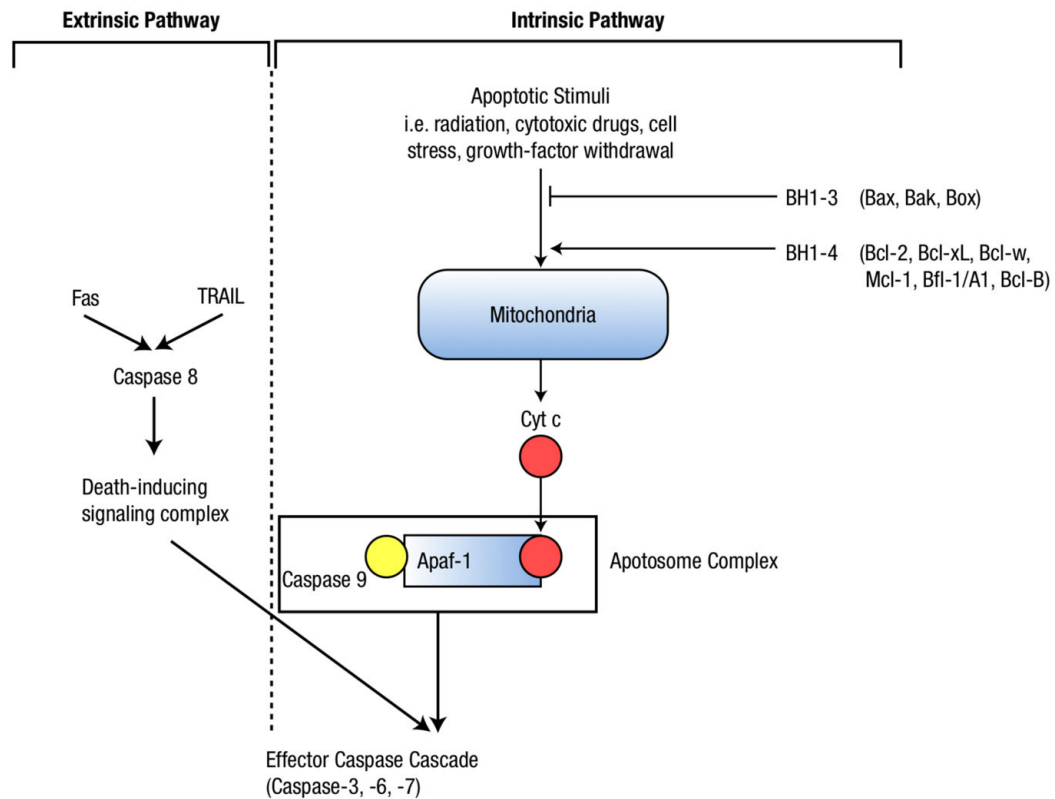 Extrinsic Pathway
Intrinsic Pathway
Apoptotic Stimuli
i.e. radiation, cytotoxic drugs, cell
stress, growth-factor withdrawal
BH1-3 (Bax, Bak, Box)
BH1-4 (Bcl-2, Bcl-xL, Bcl-w,
Mcl-1, Bfl-1/A1, Bcl-B)
Fas
TRAIL
Mitochondria
Caspase 8
Cyt c
Death-inducing
signaling complex
Caspase 9
Apaf-1
Apotosome Complex
Effector Caspase Cascade
(Caspase-3, -6, -7)